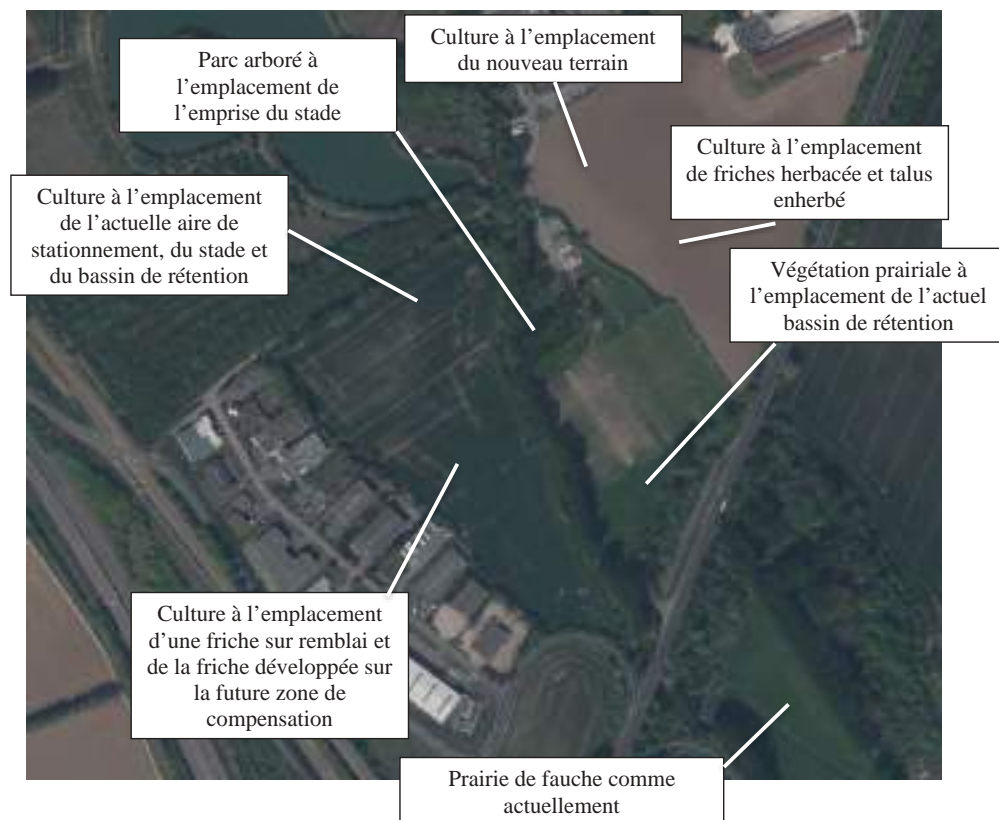 Parc arboré à
l’emplacement de
l’emprise du stade
Culture à l’emplacement
du nouveau terrain
Culture à l’emplacement
de friches herbacée et talus
enherbé
Culture à l’emplacement
de l’actuelle aire de
stationnement, du stade et
du bassin de rétention
Végétation prairiale à
l’emplacement de l’actuel
bassin de rétention
Culture à l’emplacement
d’une friche sur remblai et
de la friche développée sur
la future zone de
compensation
Prairie de fauche comme
actuellement